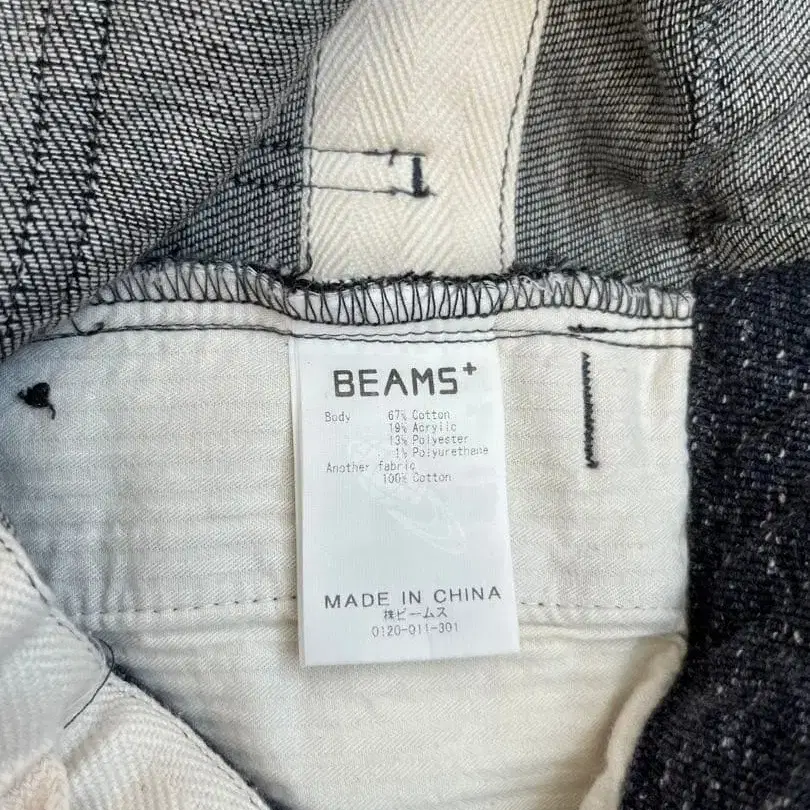 BEAMS+
Body 67% Cotton
19% Acrylic
13% Polyester
1% Polyurethane
Another fabric
100% Cotton
MADE IN CHINA
㈱ビームス
0120-011-301